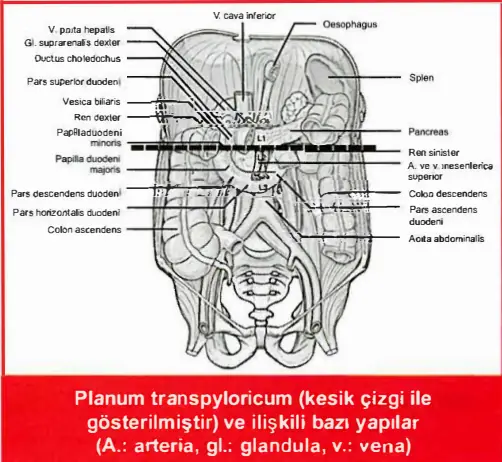 V. cava inferior
Oesophagus
V. porta hepatis
Gl. suprarenalis dexter
Ductus choledochus
Pars superior duodeni
Vesica biliaris
Ren dexter
Papilla duodeni
minoris
Papilla duodeni
majoris
Pars descendens duodeni
Pars horizontalis duodeni
Colon ascendens
Splen
Pancreas
Ren sinister
A. ve v. mesenterica
superior
Colon descendens
Pars ascendens
duodeni
Aorta abdominalis
L1
Planum transpyloricum (kesik çizgi ile
gösterilmiştir) ve ilişkili bazı yapılar
(A.: arteria, gl.: glandula, v.: vena)